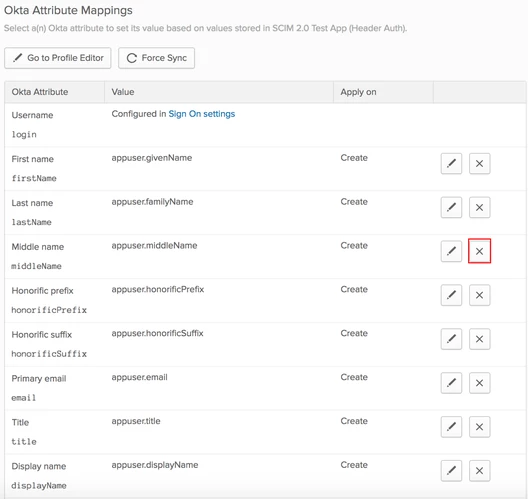 Okta Attribute Mappings
Select a(n) Okta attribute to set its value based on values stored in SCIM 2.0 Test App (Header Auth).
Go to Profile Editor Force Sync
Okta Attribute Value Apply on
Username Configured in Sign On settings
login
First name appuser.givenName Create
firstName
Last name appuser.familyName Create
lastName
Middle name appuser.middleName Create
middleName
Honorific prefix appuser.honorificPrefix Create
honorificPrefix
Honorific suffix appuser.honorificSuffix Create
honorificSuffix
Primary email appuser.email Create
email
Title appuser.title Create
title
Display name appuser.displayName Create
displayName